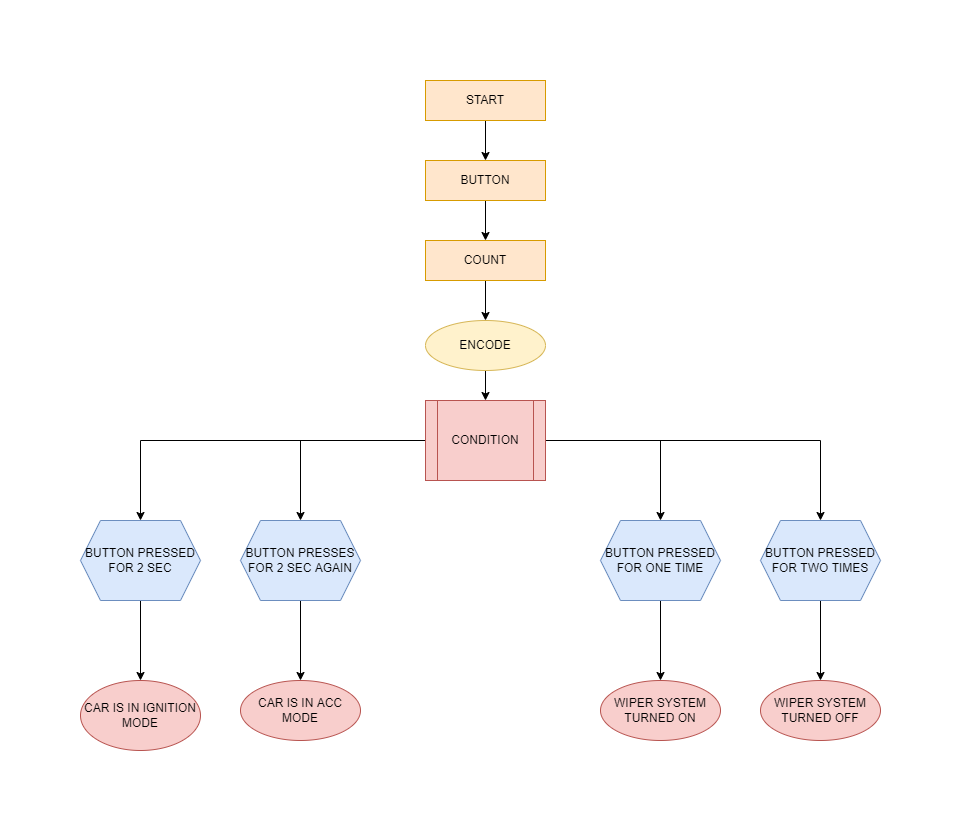 START
BUTTON
COUNT
ENCODE
CONDITION
BUTTON PRESSED
FOR 2 SEC
BUTTON PRESSES
FOR 2 SEC AGAIN
BUTTON PRESSED
FOR ONE TIME
BUTTON PRESSED
FOR TWO TIMES
CAR IS IN IGNITION
MODE
CAR IS IN ACC
MODE
WIPER SYSTEM
TURNED ON
WIPER SYSTEM
TURNED OFF